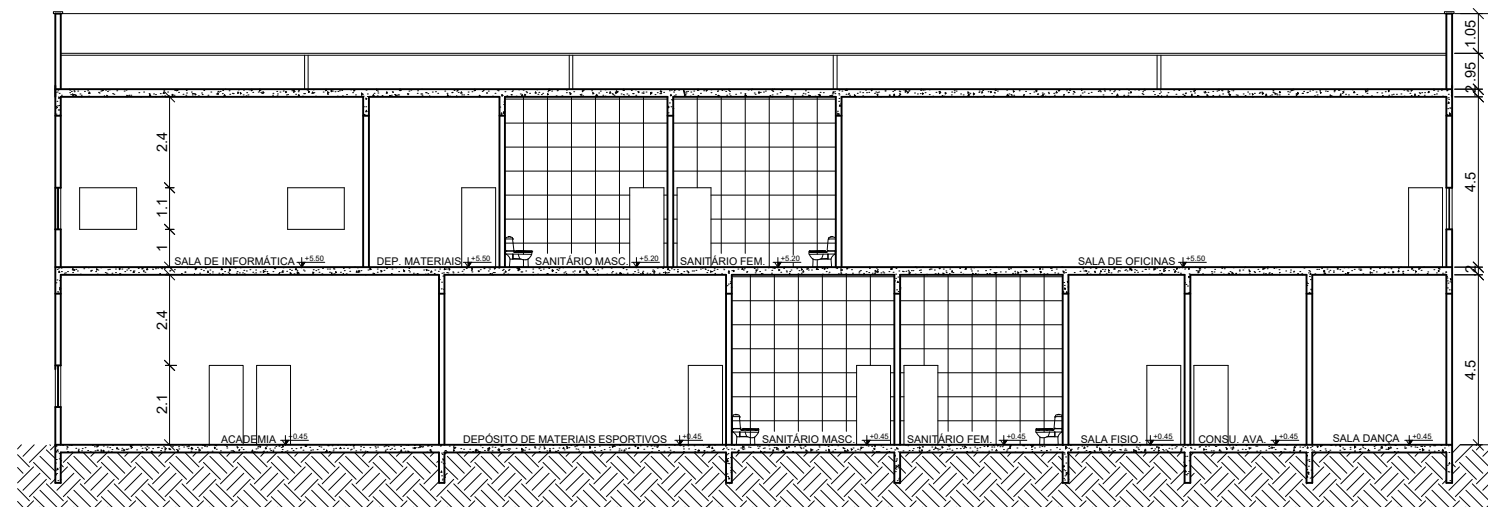 1.05
.95
.2
2.4
4.5
1.1
1
SALA DE INFORMÁTICA +5.50
DEP. MATERIAIS +5.50
SANITÁRIO MASC. +5.20
SANITÁRIO FEM. +5.20
SALA DE OFICINAS +5.50
.2
2.4
4.5
2.1
ACADEMIA +0.45
DEPÓSITO DE MATERIAIS ESPORTIVOS +0.45
SANITÁRIO MASC. +0.45
SANITÁRIO FEM. +0.45
SALA FISIO. +0.45
CONSU. AVA. +0.45
SALA DANÇA +0.45